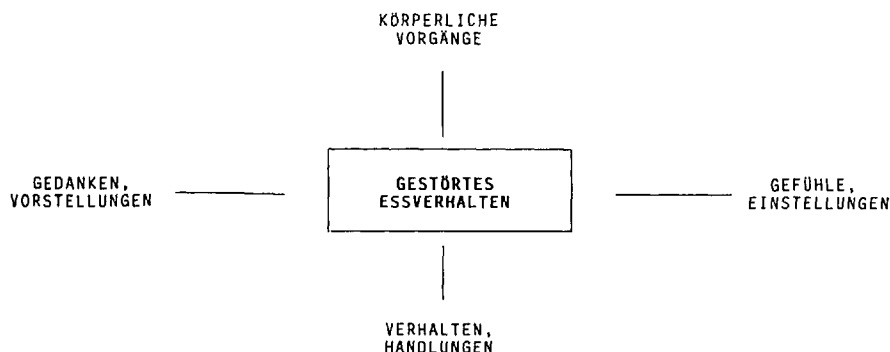 KÖRPERLICHE
VORGÄNGE
GEDANKEN,
VORSTELLUNGEN
GESTÖRTES
ESSVERHALTEN
GEFÜHLE,
EINSTELLUNGEN
VERHALTEN,
HANDLUNGEN